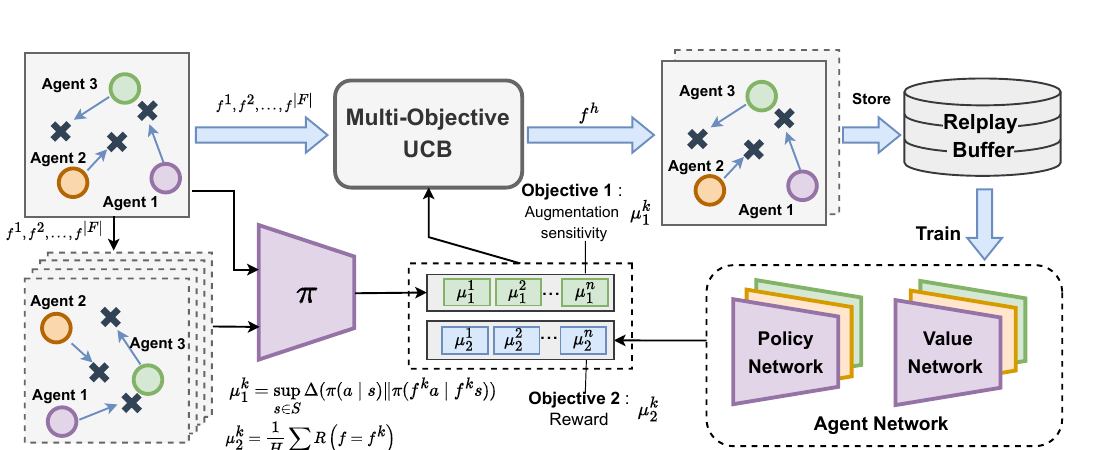 Agent 3
Agent 2
Agent 1
f^1, f^2, ..., f^{|F|}
Multi-Objective
UCB
f^h
Agent 3
Agent 2
Agent 1
Store
Relplay
Buffer
f^1, f^2, ..., f^{|F|}
Agent 2
Agent 3
Agent 1
π
Objective 1 :
Augmentation
sensitivity
μ_1^k
μ_1^1 μ_1^2 ... μ_1^n
μ_2^1 μ_2^2 ... μ_2^n
Objective 2 :
Reward
μ_2^k
μ_1^k = sup_{s∈S} Δ(π(a | s)‖π(f^k a | f^k s))
μ_2^k = \frac{1}{H} ∑ R (f = f^k)
Train
Policy
Network
Value
Network
Agent Network